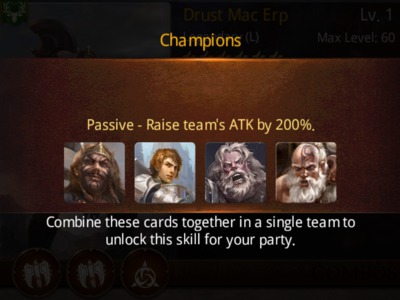 Drust Mac Erp
Lv. 1
Champions
(L)
Max Level: 60
Passive - Raise team's ATK by 200%.
Combine these cards together in a single team to
unlock this skill for your party.